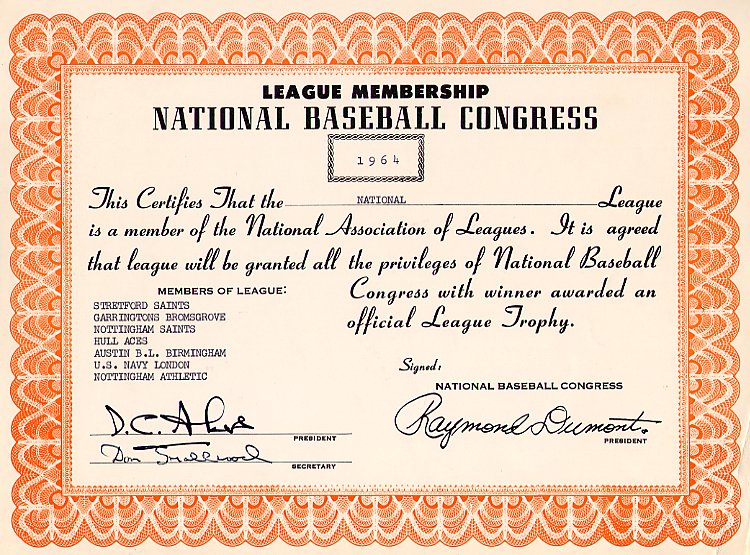 LEAGUE MEMBERSHIP
NATIONAL BASEBALL CONGRESS
1964
This Certifies That the NATIONAL League
is a member of the National Association of Leagues. It is agreed
that league will be granted all the privileges of National Baseball
Congress with winner awarded an
official League Trophy.
MEMBERS OF LEAGUE:
STRETFORD SAINTS
GARRINGTONS BROMSGROVE
NOTTINGHAM SAINTS
HULL ACES
AUSTIN B.L. BIRMINGHAM
U.S. NAVY LONDON
NOTTINGHAM ATHLETIC
D.C.
PRESIDENT
Don Smallwood
SECRETARY
Signed:
NATIONAL BASEBALL CONGRESS
Raymond Dumont.
PRESIDENT